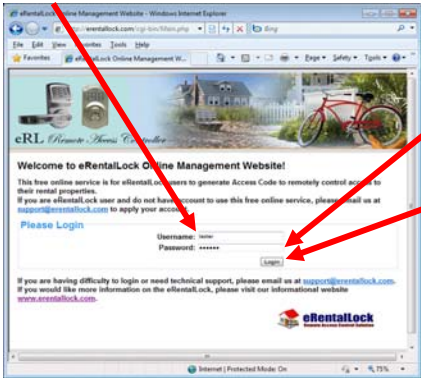 eRentalLock Online Management Website - Windows Internet Explorer
erentallock.com/cgi-bin/Main.php
Bing
File Edit View Favorites Tools Help
Favorites eRentalLock Online Management W...
Page Safety Tools
eRL (Remote Access Controller
Welcome to eRentalLock Online Management Website!
This free online service is for eRentalLock users to generate Access Code to remotely control access to
their rental properties.
If you are eRentalLock user and do not have account to use this free online service, please email us at
support@erentallock.com to apply your account.
Please Login
Username:
Password: ••••••
Login
If you are having difficulty to login or need technical support, please email us at support@erentallock.com.
If you would like more information on the eRentalLock, please visit our informational website
www.erentallock.com.
eRentalLock
Remote Access Control Solution
Internet | Protected Mode: On
75%